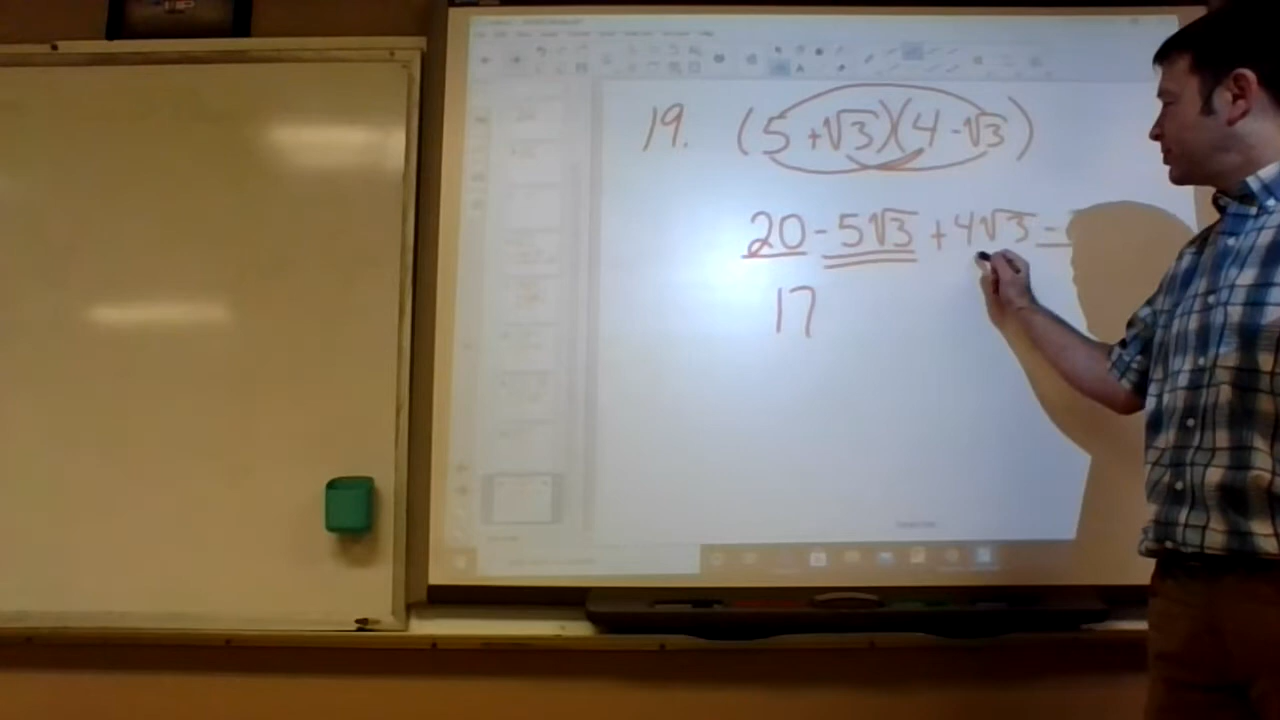 19. (5 +√3)(4 -√3)
20 - 5√3 + 4√3 -
17